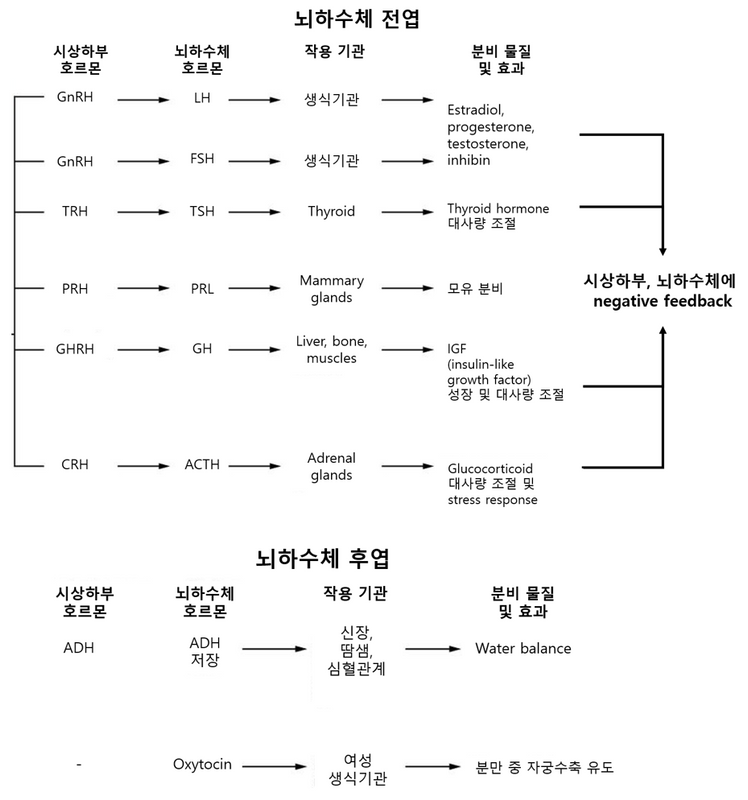 뇌하수체 전엽
시상하부
호르몬
뇌하수체
호르몬
작용 기관
분비 물질
및 효과
GnRH
LH
생식기관
Estradiol,
progesterone,
testosterone,
inhibin
GnRH
FSH
생식기관
TRH
TSH
Thyroid
Thyroid hormone
대사량 조절
PRH
PRL
Mammary
glands
모유 분비
시상하부, 뇌하수체에
negative feedback
GHRH
GH
Liver, bone,
muscles
IGF
(insulin-like
growth factor)
성장 및 대사량 조절
CRH
ACTH
Adrenal
glands
Glucocorticoid
대사량 조절 및
stress response
뇌하수체 후엽
시상하부
호르몬
뇌하수체
호르몬
작용 기관
분비 물질
및 효과
ADH
ADH
저장
신장,
땀샘,
심혈관계
Water balance
-
Oxytocin
여성
생식기관
분만 중 자궁수축 유도